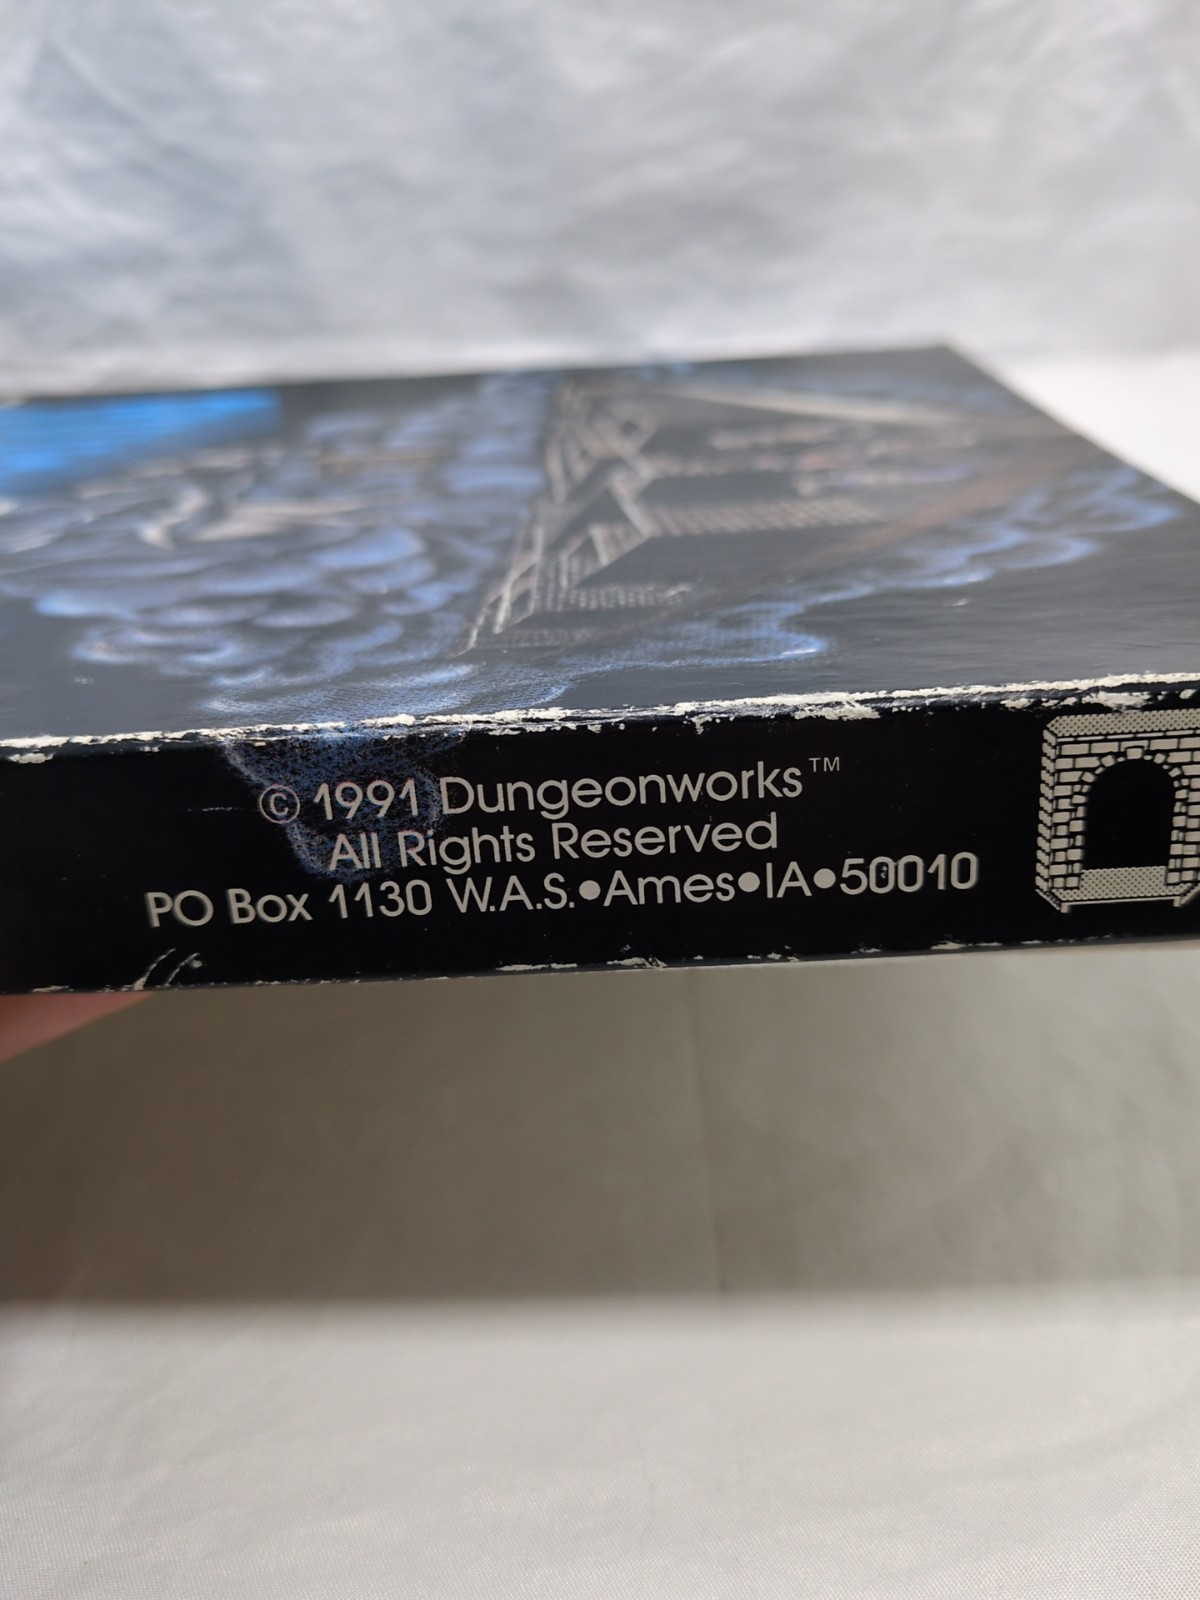 © 1991 Dungeonworks™
All Rights Reserved
PO Box 1130 W.A.S.•Ames•IA•50010